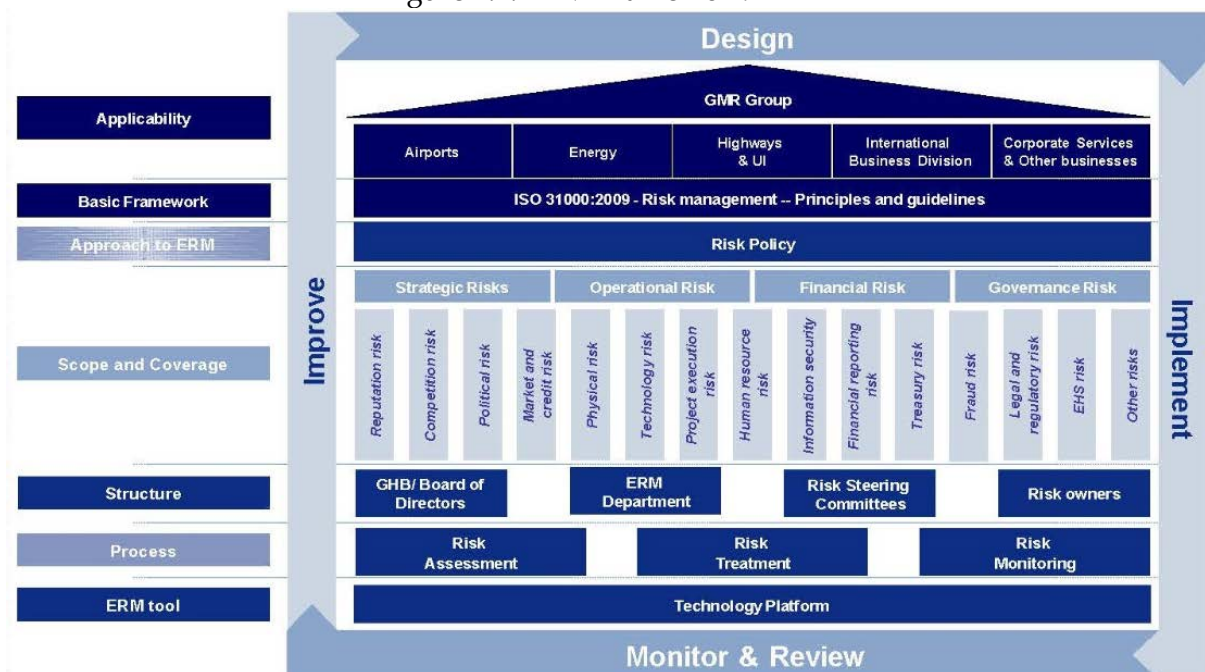 Design
GMR Group
Applicability
Airports
Energy
Highways
& UI
International
Business Division
Corporate Services
& Other businesses
Basic Framework
ISO 31000:2009 - Risk management -- Principles and guidelines
Approach to ERM
Risk Policy
Improve
Implement
Strategic Risks
Operational Risk
Financial Risk
Governance Risk
Scope and Coverage
Reputation risk
Competition risk
Political risk
Market and
credit risk
Physical risk
Technology risk
Project execution
risk
Human resource
risk
Information security
Financial reporting
risk
Treasury risk
Fraud risk
Legal and
regulatory risk
EHS risk
Other risks
Structure
GHB/ Board of
Directors
ERM
Department
Risk Steering
Committees
Risk owners
Process
Risk
Assessment
Risk
Treatment
Risk
Monitoring
ERM tool
Technology Platform
Monitor & Review